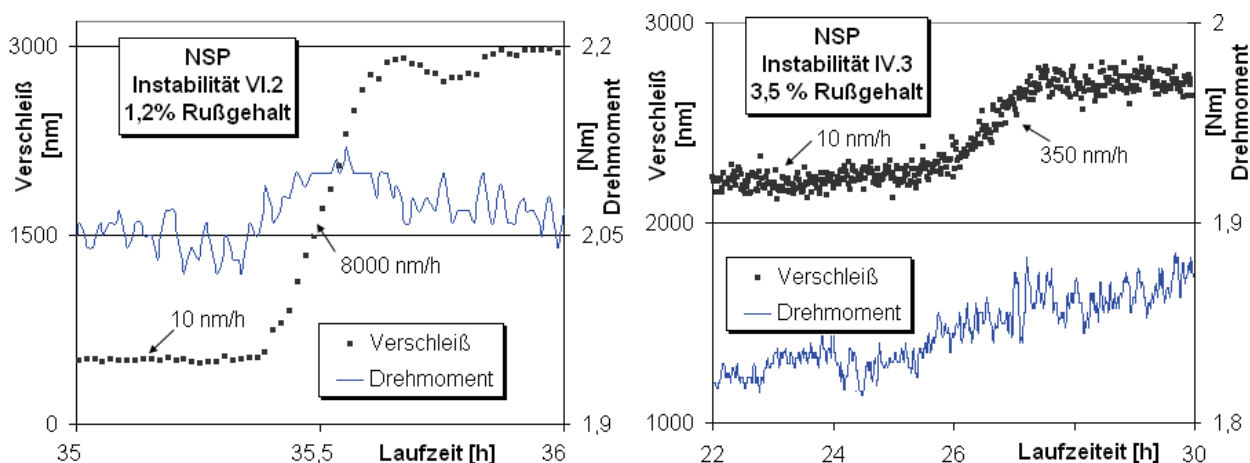 3000
1500
0
Verschleiß
[nm]
NSP
Instabilität VI.2
1,2% Rußgehalt
10 nm/h
8000 nm/h
Verschleiß
Drehmoment
2,2
2,05
1,9
[Nm]
Drehmoment
35
35,5
36
Laufzeit [h]
3000
2000
1000
Verschleiß
[nm]
NSP
Instabilität IV.3
3,5 % Rußgehalt
10 nm/h
350 nm/h
Verschleiß
Drehmoment
2
1,9
1,8
[Nm]
Drehmoment
22
24
26
28
30
Laufzeiteit [h]